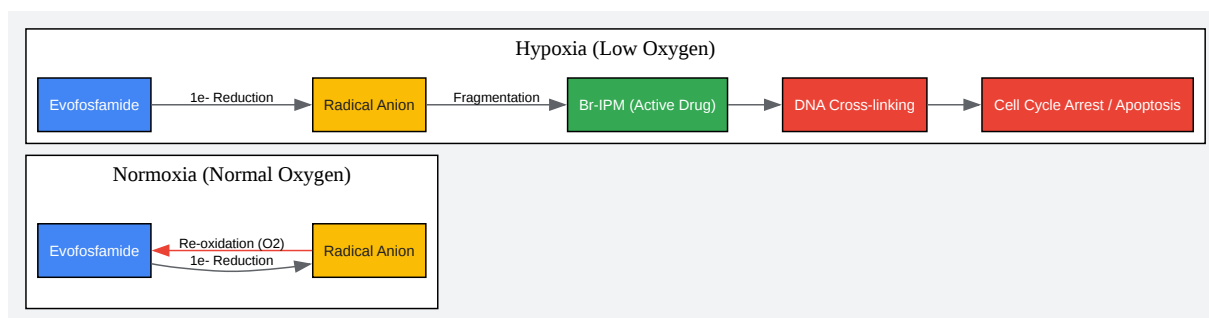 Hypoxia (Low Oxygen)
Evofosfamide
1e- Reduction
Radical Anion
Fragmentation
Br-IPM (Active Drug)
DNA Cross-linking
Cell Cycle Arrest / Apoptosis
Normoxia (Normal Oxygen)
Evofosfamide
Re-oxidation (O2)
1e- Reduction
Radical Anion